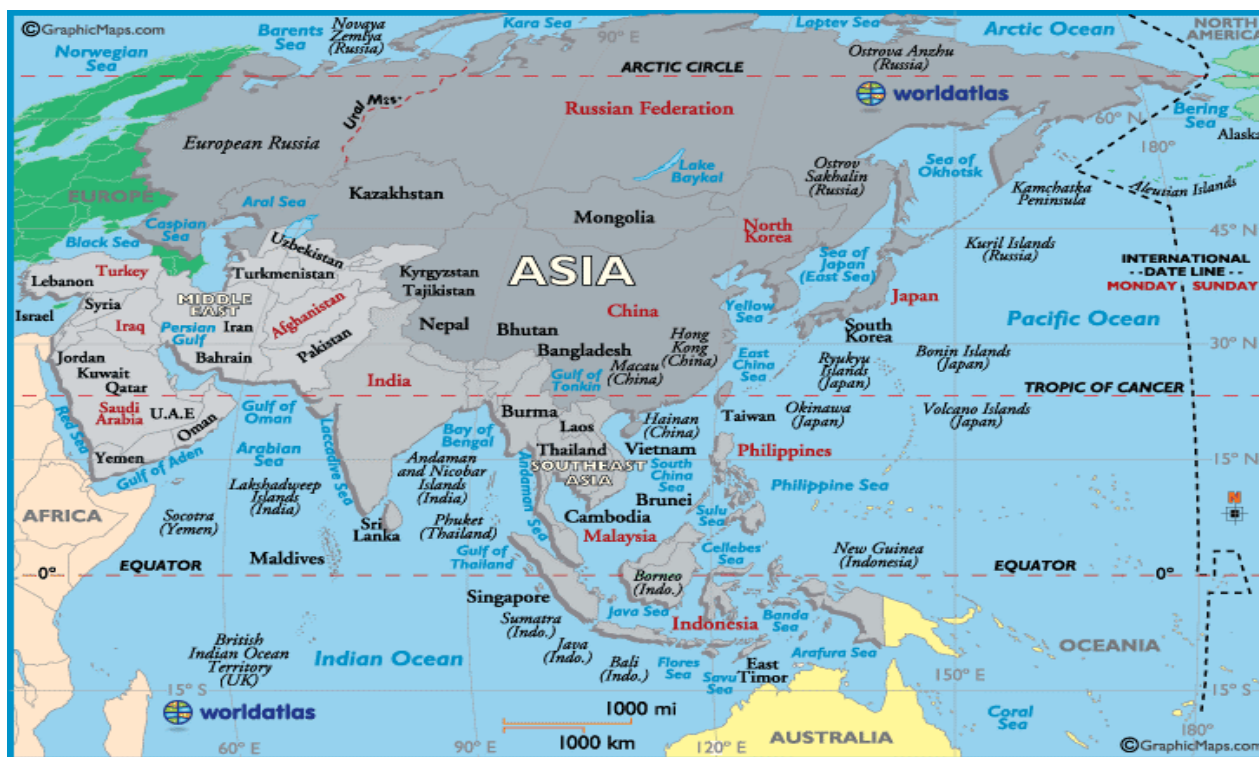 ©GraphicMaps.com
Norwegian
Sea
Barents
Sea
Novaya
Zemlya
(Russia)
Kara Sea
90° E
Laptev Sea
Ostrova Anzhu
(Russia)
Arctic Ocean
NORTH
AMERICA
ARCTIC CIRCLE
worldatlas
Ural Mts.
Russian Federation
Bering
Sea
60° N
180°
Alaska
European Russia
EUROPE
Lake
Baykal
Ostrov
Sakhalin
(Russia)
Sea of
Okhotsk
Kamchatka
Peninsula
Aleutian Islands
Kazakhstan
Aral Sea
Caspian
Sea
Black Sea
Mongolia
North
Korea
Sea of
Japan
(East Sea)
Kuril Islands
(Russia)
45° N
INTERNATIONAL
--DATE LINE--
MONDAY
SUNDAY
Uzbekistan
Turkmenistan
Kyrgyzstan
Tajikistan
ASIA
Turkey
Lebanon
Syria
Israel
Iraq
MIDDLE
EAST
Iran
Persian
Gulf
Afghanistan
Pakistan
Nepal
Bhutan
Bangladesh
China
Yellow
Sea
Japan
South
Korea
Pacific Ocean
Hong
Kong
(China)
Macau
(China)
Gulf of
Tonkin
East
China
Sea
Ryukyu
Islands
(Japan)
Bonin Islands
(Japan)
30° N
Jordan
Kuwait
Qatar
Bahrain
India
TROPIC OF CANCER
Saudi
Arabia
U.A.E
Oman
Gulf of
Oman
Red Sea
Yemen
Gulf of Aden
Arabian
Sea
Laccadive Sea
Bay of
Bengal
Burma
Laos
Thailand
Vietnam
SOUTHEAST
ASIA
Hainan
(China)
Taiwan
Okinawa
(Japan)
Volcano Islands
(Japan)
Philippines
15° N
Lakshadweep
Islands
(India)
Andaman
and Nicobar
Islands
(India)
Andaman Sea
South
China
Sea
Philippine Sea
AFRICA
Socotra
(Yemen)
Sri
Lanka
Phuket
(Thailand)
Cambodia
Brunei
Sulu
Sea
N
Maldives
Gulf of
Thailand
Malaysia
Cellebes
Sea
New Guinea
(Indonesia)
0°
EQUATOR
EQUATOR
0°
Singapore
Borneo
(Indo.)
Sumatra
(Indo.)
Java Sea
Indonesia
Banda
Sea
Java
(Indo.)
Bali
(Indo.)
Flores
Sea
Savu
Sea
East
Timor
Arafura Sea
OCEANIA
British
Indian Ocean
Territory
(UK)
Indian Ocean
15° S
worldatlas
1000 mi
1000 km
60° E
90° E
120° E
AUSTRALIA
150° E
Coral
Sea
15° S
180°
©GraphicMaps.com